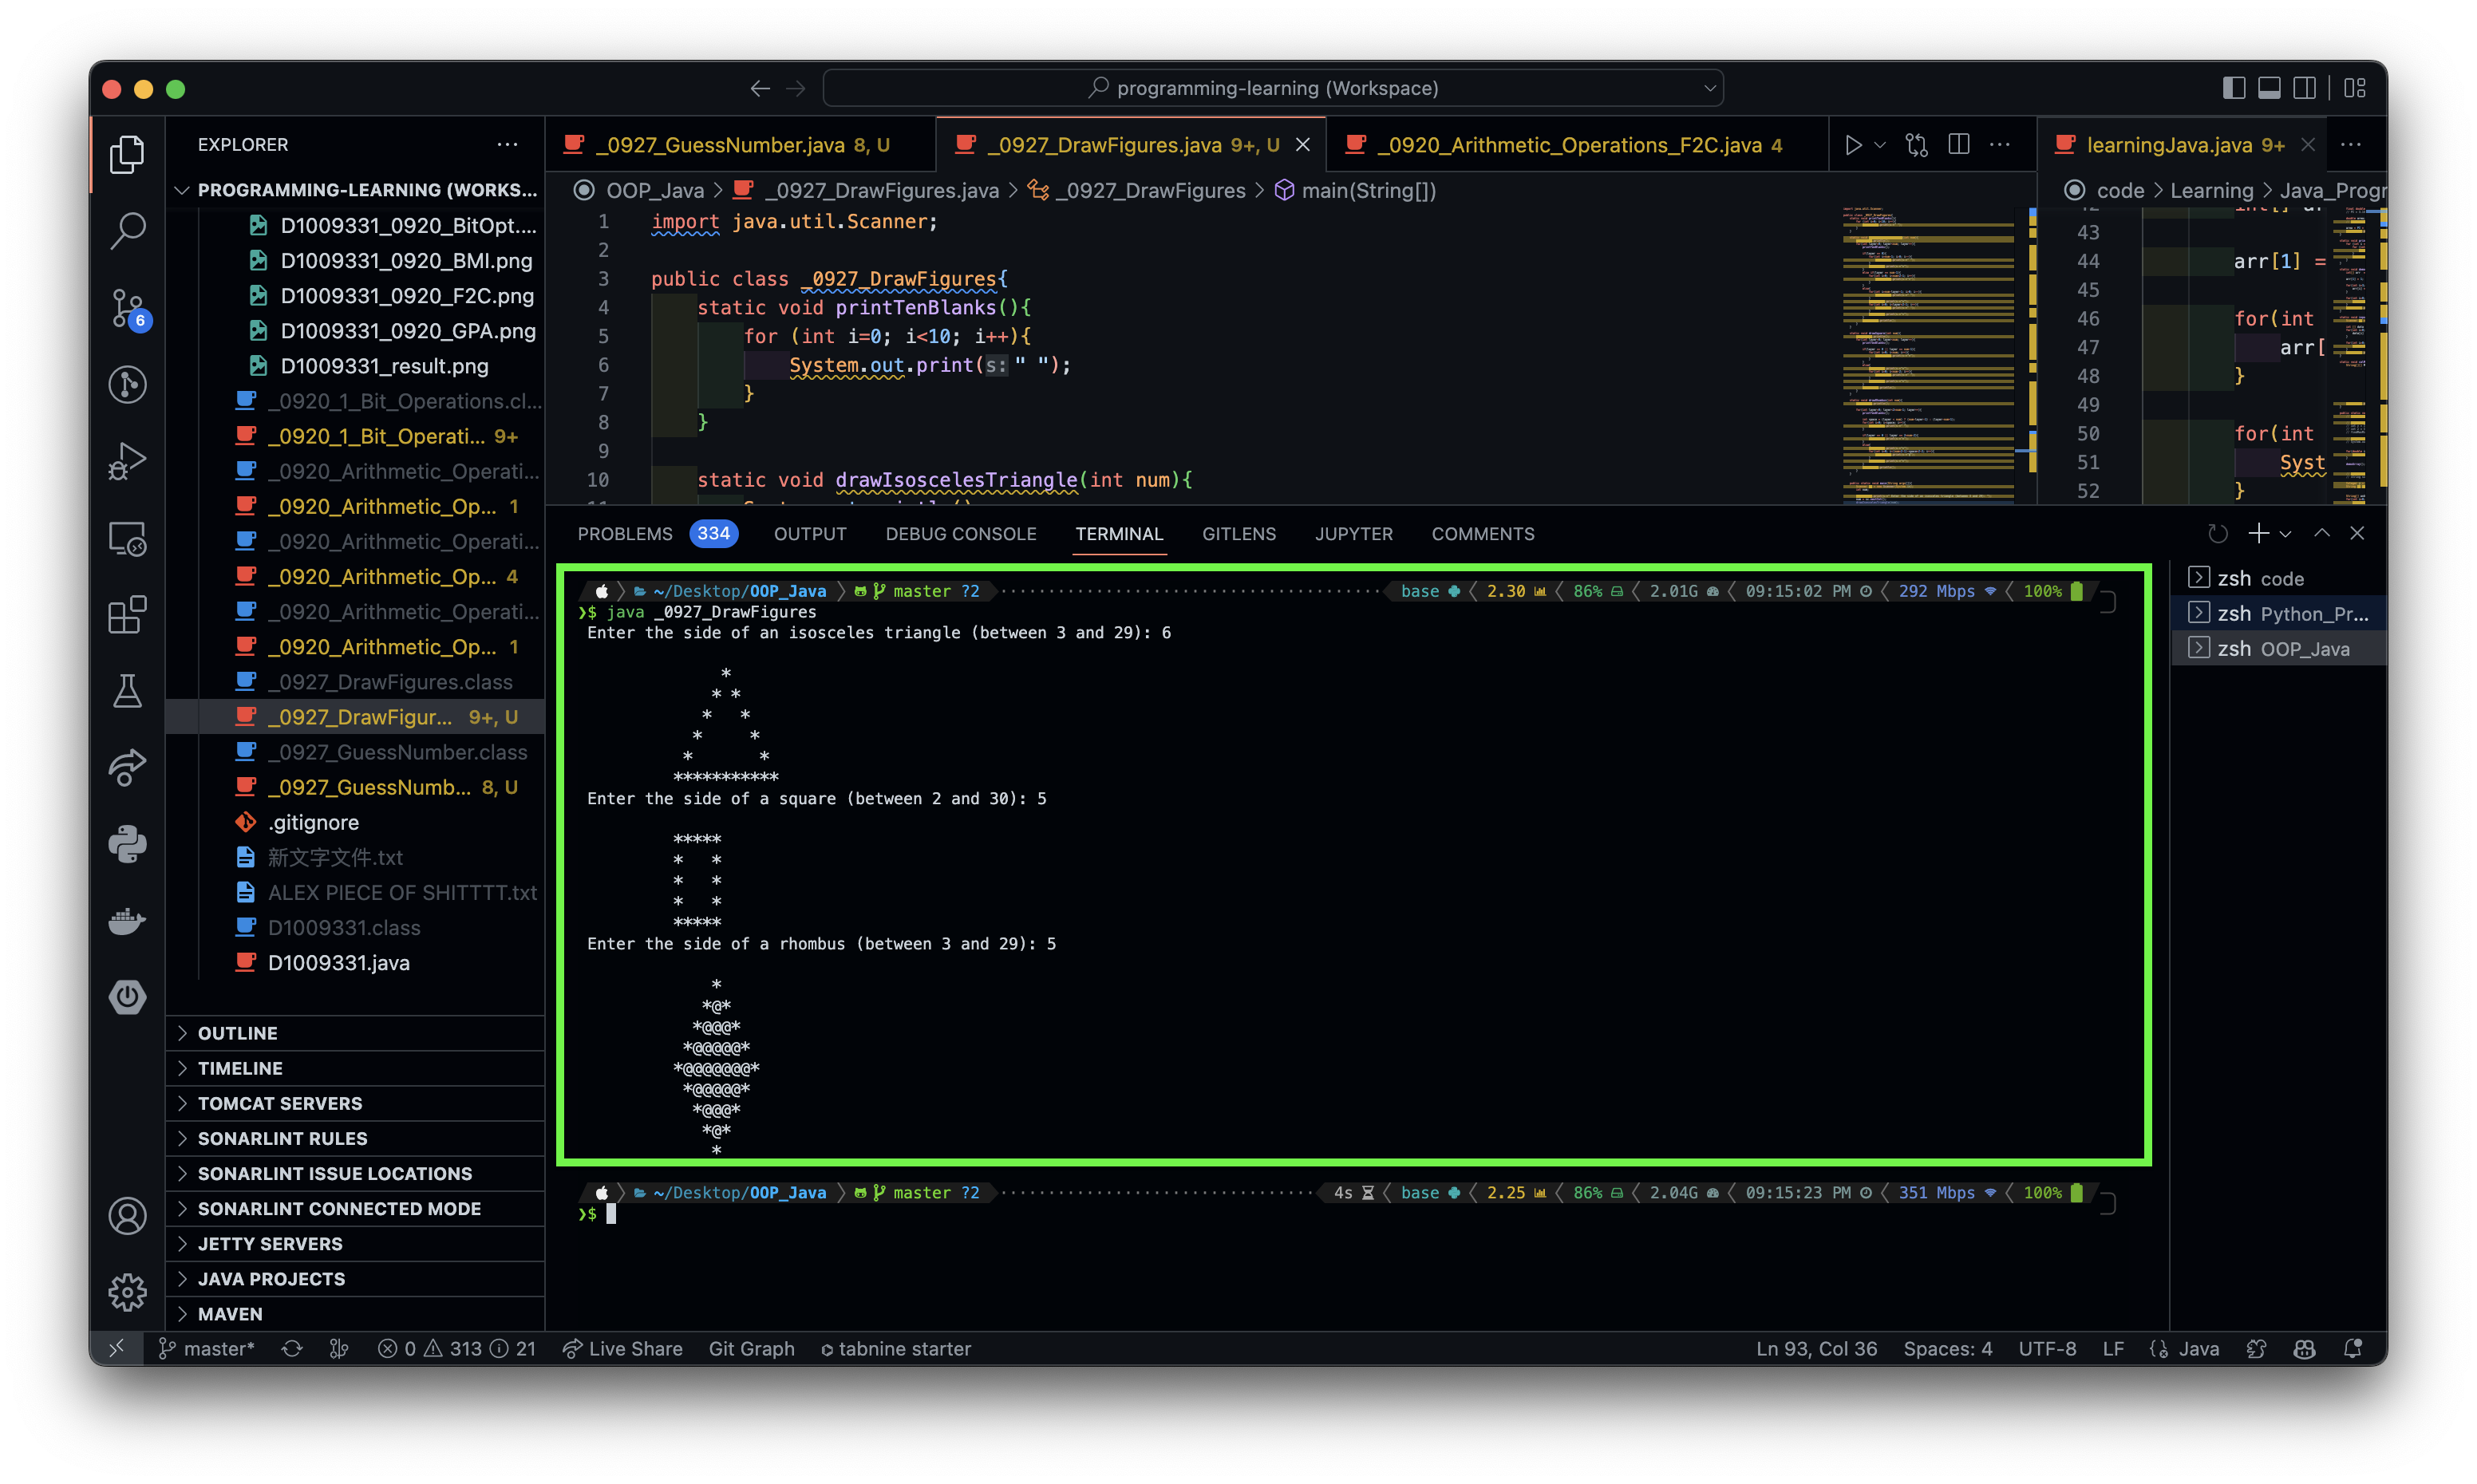 programming-learning (Workspace)
EXPLORER
PROGRAMMING-LEARNING (WORKS...
D1009331_0920_BitOpt....
D1009331_0920_BMI.png
D1009331_0920_F2C.png
D1009331_0920_GPA.png
D1009331_result.png
_0920_1_Bit_Operations.cl...
_0920_1_Bit_Operati... 9+
_0920_Arithmetic_Operati...
_0920_Arithmetic_Op... 1
_0920_Arithmetic_Operati...
_0920_Arithmetic_Op... 4
_0920_Arithmetic_Operati...
_0920_Arithmetic_Op... 1
_0927_DrawFigures.class
_0927_DrawFigur... 9+, U
_0927_GuessNumber.class
_0927_GuessNumb... 8, U
.gitignore
新文字文件.txt
ALEX PIECE OF SHITTTT.txt
D1009331.class
D1009331.java
OUTLINE
TIMELINE
TOMCAT SERVERS
SONARLINT RULES
SONARLINT ISSUE LOCATIONS
SONARLINT CONNECTED MODE
JETTY SERVERS
JAVA PROJECTS
MAVEN
6
_0927_GuessNumber.java 8, U
_0927_DrawFigures.java 9+, U
_0920_Arithmetic_Operations_F2C.java 4
OOP_Java > _0927_DrawFigures.java > _0927_DrawFigures > main(String[])
1 import java.util.Scanner;
2
3 public class _0927_DrawFigures{
4 static void printTenBlanks(){
5 for (int i=0; i<10; i++){
6 System.out.print(s:" ");
7 }
8 }
9
10 static void drawIsoscelesTriangle(int num){
learningJava.java 9+
code > Learning > Java_Progr
43
44 arr[1] =
45
46 for(int
47 arr[
48 }
49
50 for(int
51 Syst
52 }
PROBLEMS 334 OUTPUT DEBUG CONSOLE TERMINAL GITLENS JUPYTER COMMENTS
~/Desktop/OOP_Java master ?2 base 2.30 86% 2.01G 09:15:02 PM 292 Mbps 100%
❯$ java _0927_DrawFigures
Enter the side of an isosceles triangle (between 3 and 29): 6
*
* *
*   *
*     *
*       *
***********
Enter the side of a square (between 2 and 30): 5
*****
*   *
*   *
*   *
*****
Enter the side of a rhombus (between 3 and 29): 5
*
*@*
*@@@*
*@@@@@*
*@@@@@@@*
*@@@@@*
*@@@*
*@*
*
~/Desktop/OOP_Java master ?2 4s base 2.25 86% 2.04G 09:15:23 PM 351 Mbps 100%
❯$
zsh code
zsh Python_Pr...
zsh OOP_Java
master* 0 313 21 Live Share Git Graph tabnine starter Ln 93, Col 36 Spaces: 4 UTF-8 LF Java